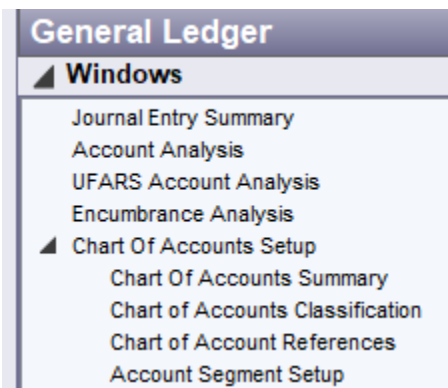 General Ledger
Windows
Journal Entry Summary
Account Analysis
UFARS Account Analysis
Encumbrance Analysis
Chart Of Accounts Setup
Chart Of Accounts Summary
Chart of Accounts Classification
Chart of Account References
Account Segment Setup